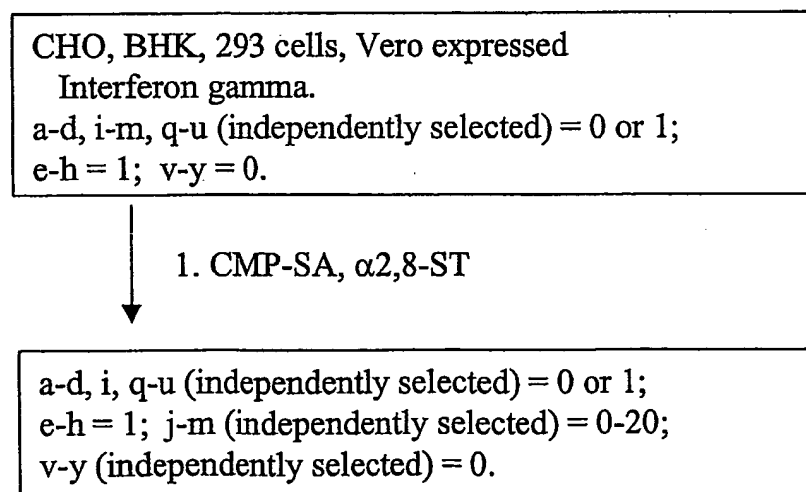 CHO, BHK, 293 cells, Vero expressed
Interferon gamma.
a-d, i-m, q-u (independently selected) = 0 or 1;
e-h = 1; v-y = 0.
1. CMP-SA, α2,8-ST
a-d, i, q-u (independently selected) = 0 or 1;
e-h = 1; j-m (independently selected) = 0-20;
v-y (independently selected) = 0.